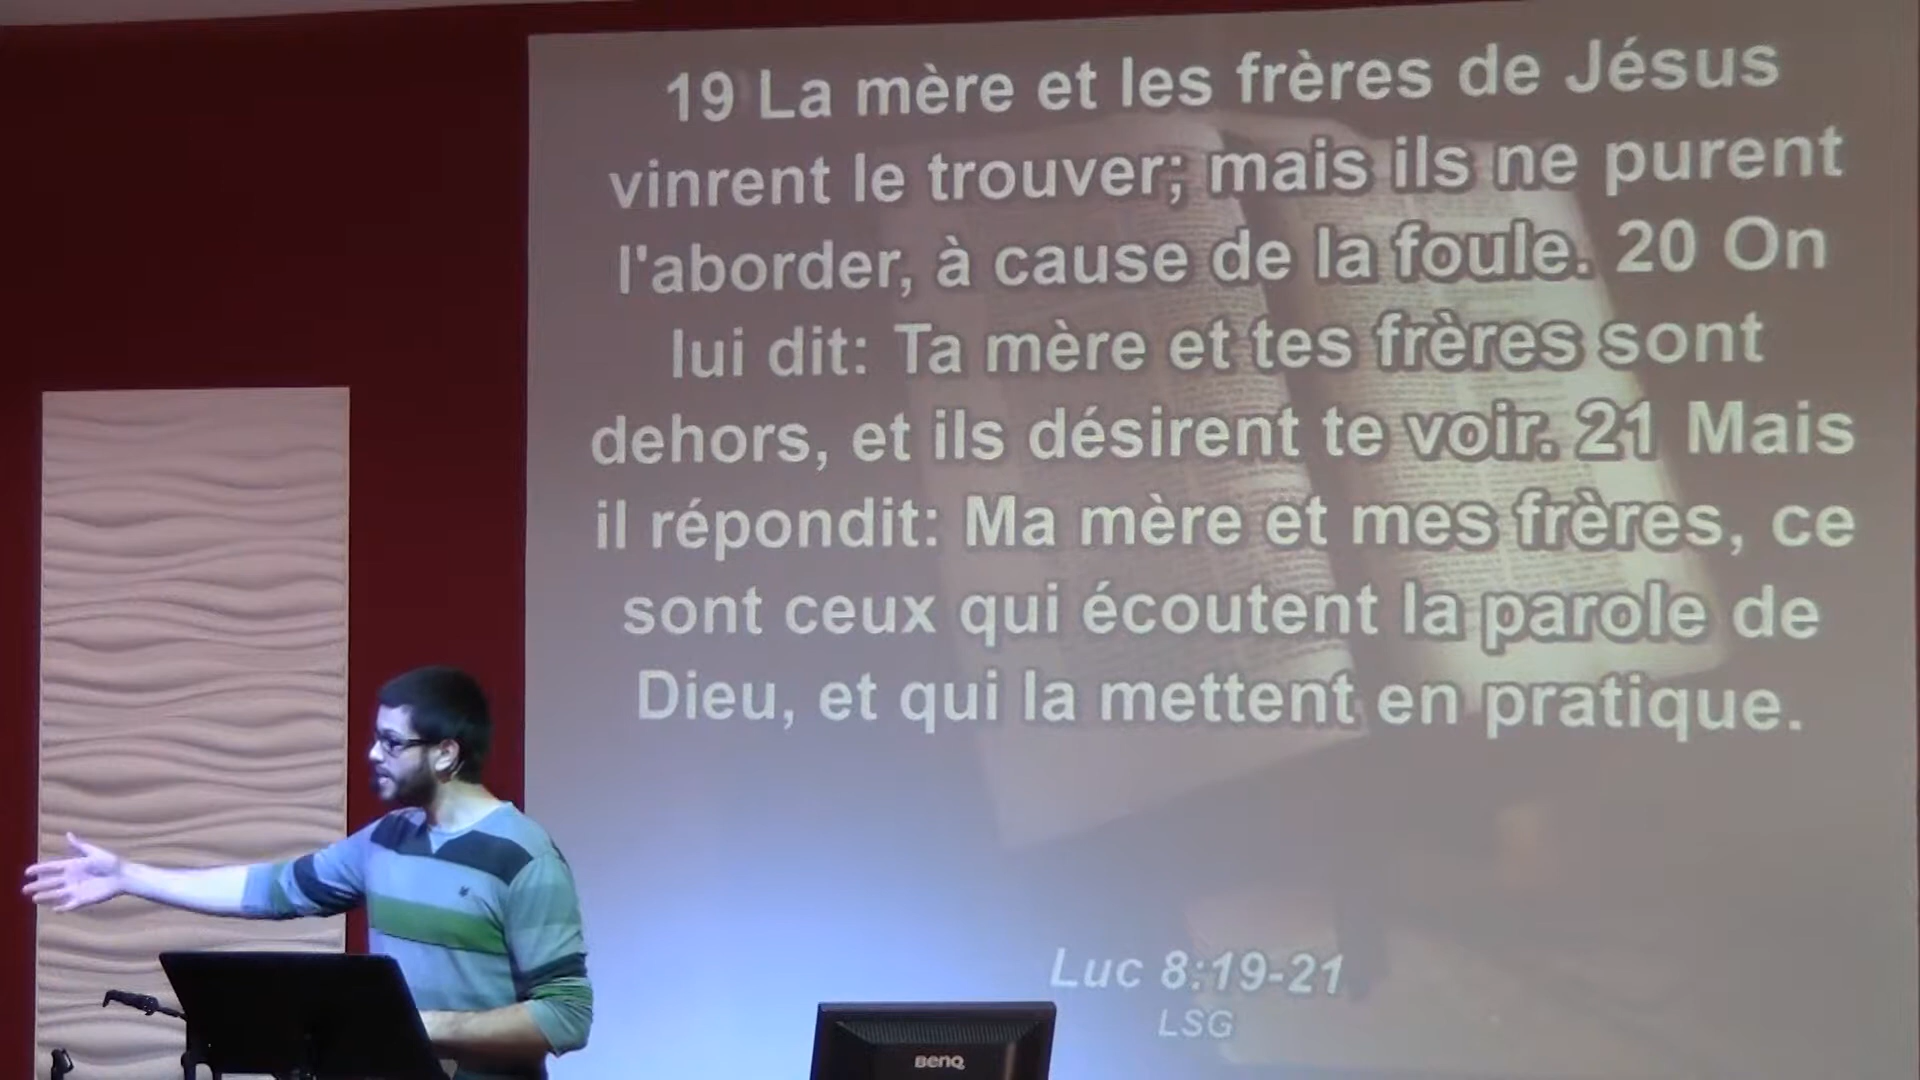 19 La mère et les frères de Jésus
vinrent le trouver; mais ils ne purent
l'aborder, à cause de la foule. 20 On
lui dit: Ta mère et tes frères sont
dehors, et ils désirent te voir. 21 Mais
il répondit: Ma mère et mes frères, ce
sont ceux qui écoutent la parole de
Dieu, et qui la mettent en pratique.
Luc 8:19-21
LSG
BenQ